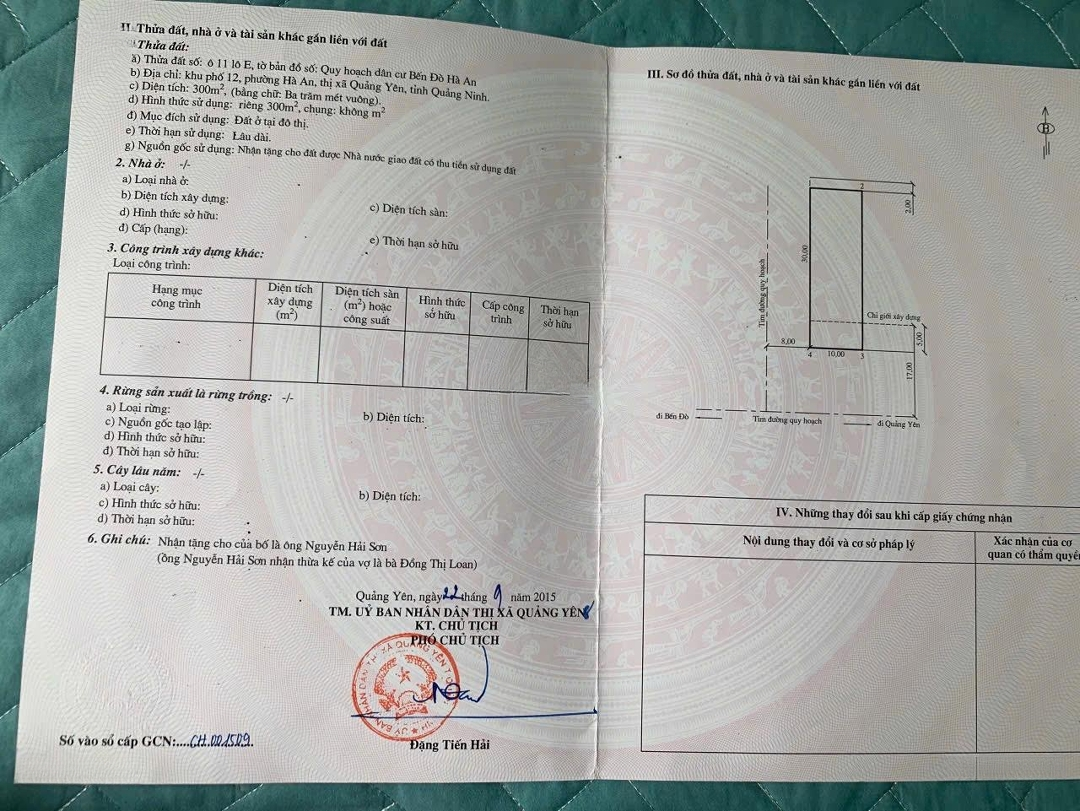 II. Thửa đất, nhà ở và tài sản khác gắn liền với đất
1. Thửa đất:
a) Thửa đất số: ô 11 lô E, tờ bản đồ số: Quy hoạch dân cư Bến Đò Hà An
b) Địa chỉ: khu phố 12, phường Hà An, thị xã Quảng Yên, tỉnh Quảng Ninh.
c) Diện tích: 300m², (bằng chữ: Ba trăm mét vuông).
d) Hình thức sử dụng: riêng 300m², chung: không m²
đ) Mục đích sử dụng: Đất ở tại đô thị.
e) Thời hạn sử dụng: Lâu dài.
g) Nguồn gốc sử dụng: Nhận tặng cho đất được Nhà nước giao đất có thu tiền sử dụng đất
2. Nhà ở: -/-
a) Loại nhà ở:
b) Diện tích xây dựng:
c) Diện tích sàn:
d) Hình thức sở hữu:
đ) Cấp (hạng):
e) Thời hạn sở hữu
3. Công trình xây dựng khác:
Loại công trình:
Hạng mục công trình
Diện tích xây dựng (m²)
Diện tích sàn (m²) hoặc công suất
Hình thức sở hữu
Cấp công trình
Thời hạn sở hữu
4. Rừng sản xuất là rừng trồng: -/-
a) Loại rừng:
b) Diện tích:
c) Nguồn gốc tạo lập:
d) Hình thức sở hữu:
đ) Thời hạn sở hữu:
5. Cây lâu năm: -/-
a) Loại cây:
b) Diện tích:
c) Hình thức sở hữu:
d) Thời hạn sở hữu:
6. Ghi chú: Nhận tặng cho của bố là ông Nguyễn Hải Sơn
(ông Nguyễn Hải Sơn nhận thừa kế của vợ là bà Đồng Thị Loan)
Quảng Yên, ngày 22 tháng 9 năm 2015
TM. UỶ BAN NHÂN DÂN THỊ XÃ QUẢNG YÊN
KT. CHỦ TỊCH
PHÓ CHỦ TỊCH
Đặng Tiến Hải
Số vào sổ cấp GCN:....CH.001509.
III. Sơ đồ thửa đất, nhà ở và tài sản khác gắn liền với đất
B
2
2,00
30,00
Tim đường quy hoạch
Chỉ giới xây dựng
5,00
8,00
4
10,00
3
17,00
đi Bến Đò
Tim đường quy hoạch
đi Quảng Yên
IV. Những thay đổi sau khi cấp giấy chứng nhận
Nội dung thay đổi và cơ sở pháp lý
Xác nhận của cơ
quan có thẩm quyền